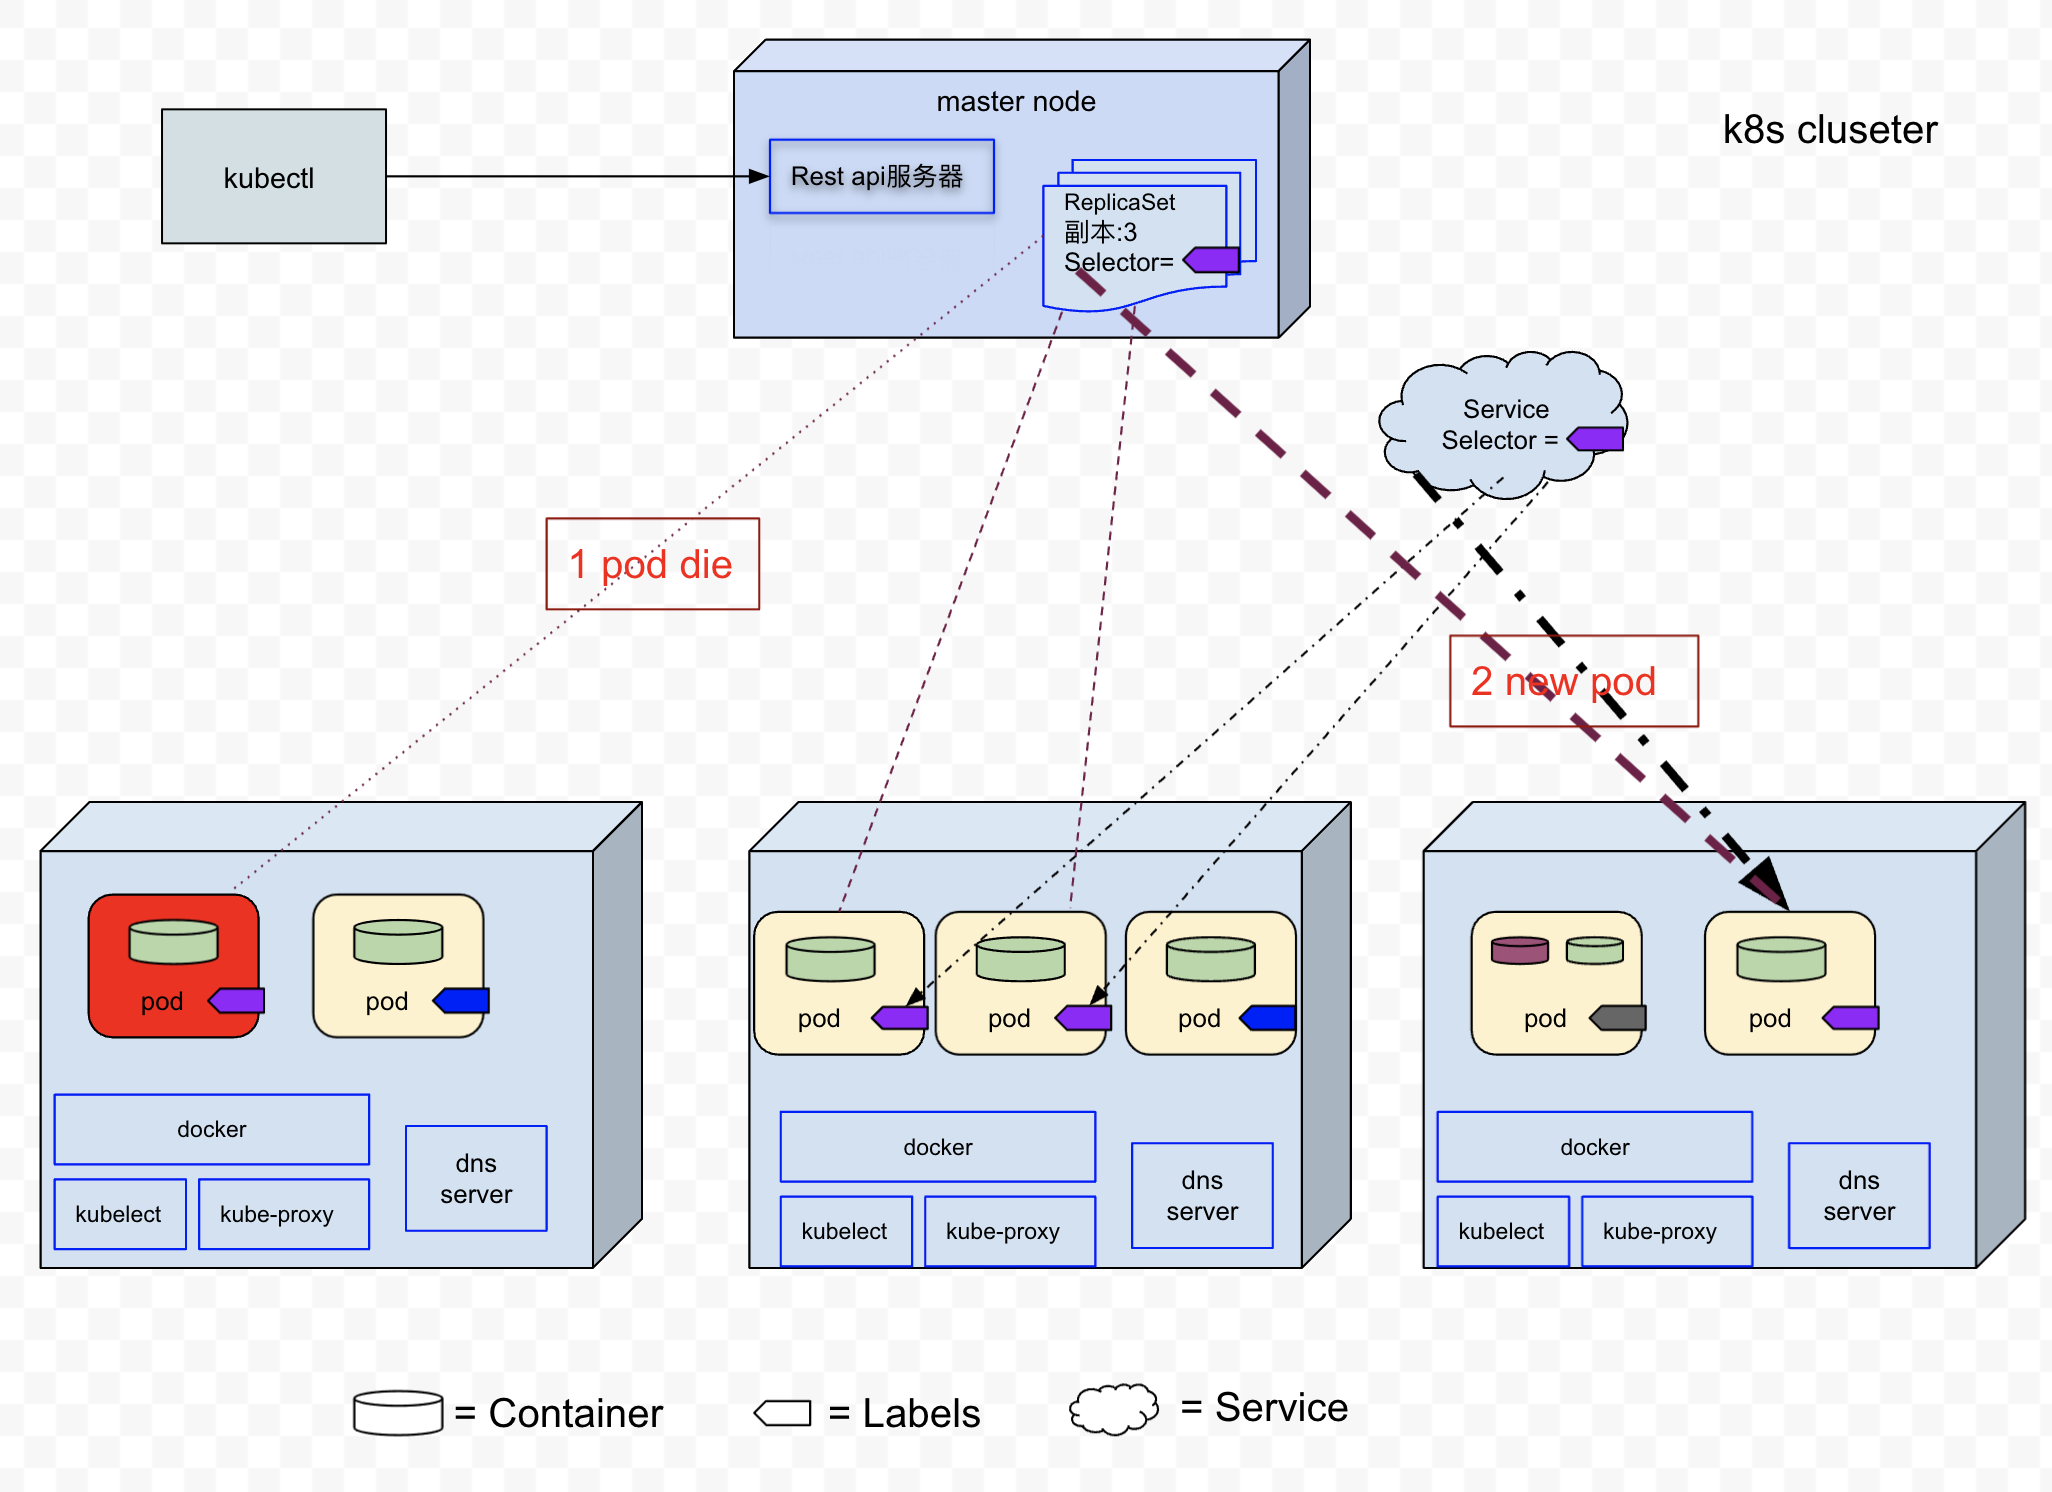 master node
k8s cluseter
kubectl
Rest api服务器
ReplicaSet
副本:3
Selector=
Service
Selector =
1 pod die
2 new pod
pod
pod
pod
pod
pod
pod
pod
docker
dns
server
kubelect
kube-proxy
docker
dns
server
kubelect
kube-proxy
docker
dns
server
kubelect
kube-proxy
= Container
= Labels
= Service